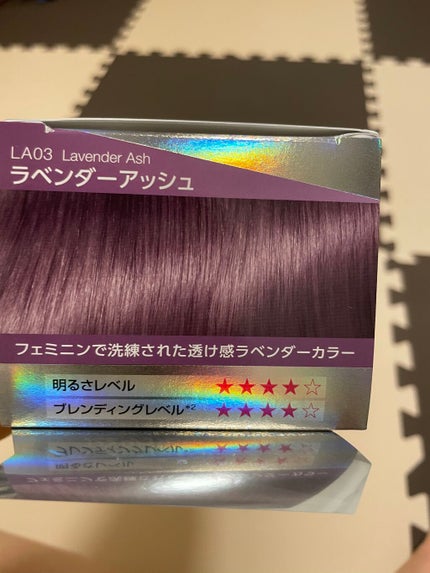 LA03 Lavender Ash
ラベンダーアッシュ
フェミニンで洗練された透け感ラベンダーカラー
明るさレベル ★★★★☆
ブレンディングレベル*2 ★★★★☆